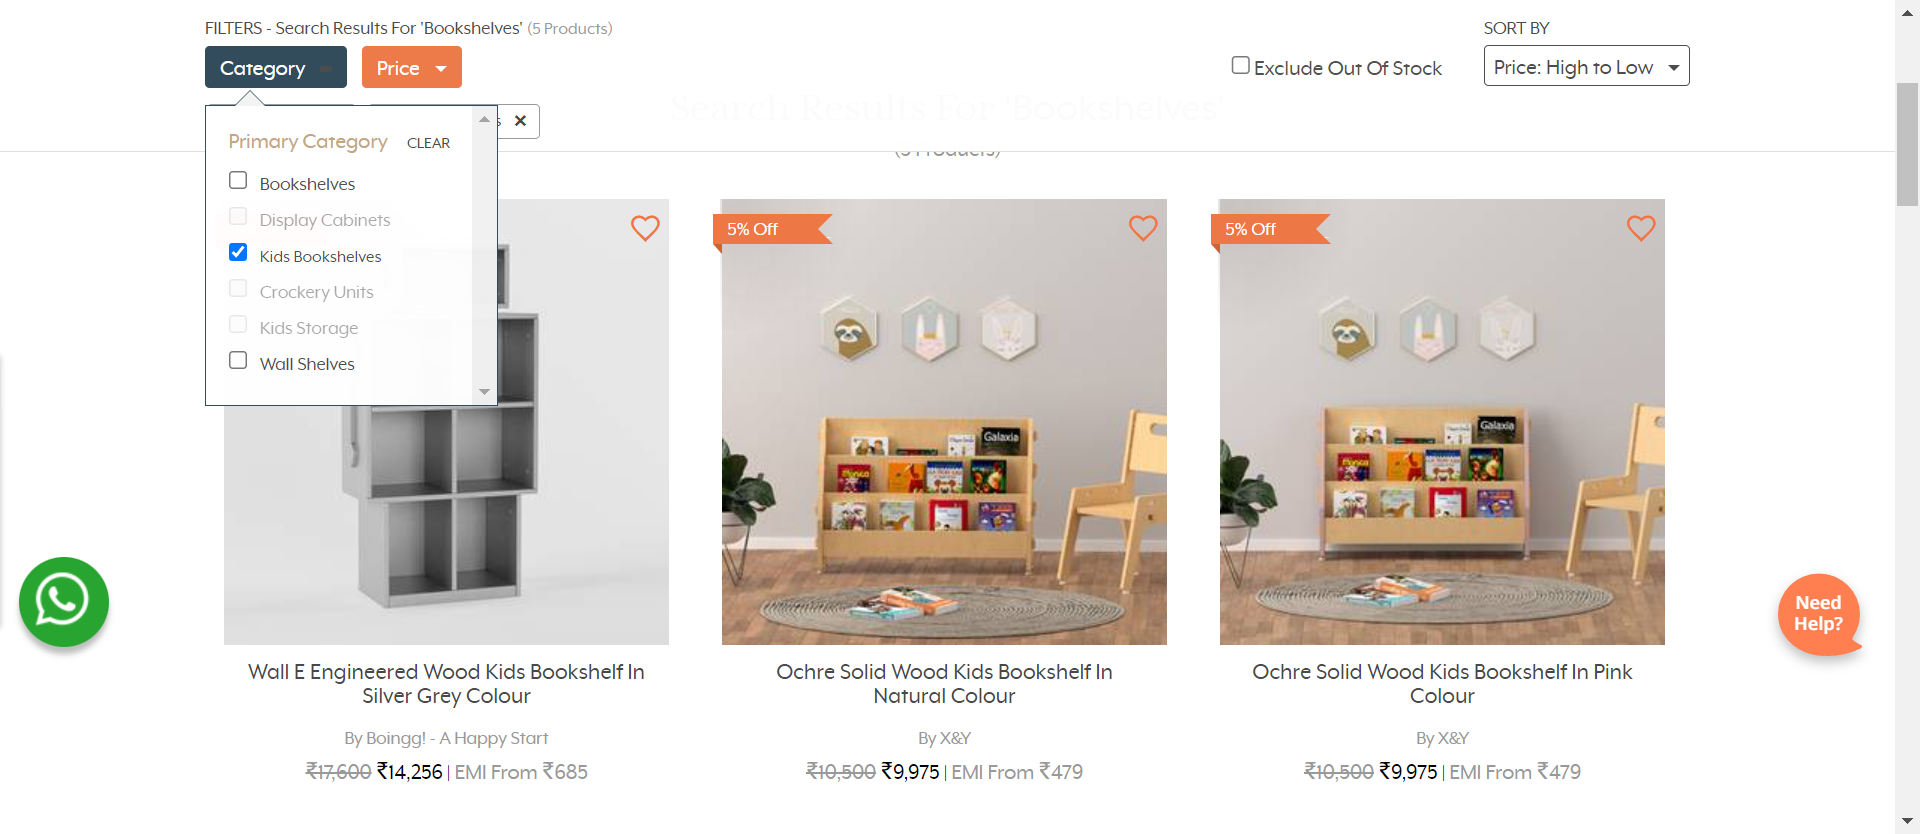 FILTERS - Search Results For 'Bookshelves' (5 Products)
SORT BY
Category
Price
Exclude Out Of Stock
Price: High to Low
Search Results For 'Bookshelves'
(5 Products)
Primary Category
CLEAR
Bookshelves
Display Cabinets
Kids Bookshelves
Crockery Units
Kids Storage
Wall Shelves
5% Off
5% Off
Galaxia
Galaxia
Need
Help?
Wall E Engineered Wood Kids Bookshelf In
Silver Grey Colour
By Boingg! - A Happy Start
₹17,600 ₹14,256 | EMI From ₹685
Ochre Solid Wood Kids Bookshelf In
Natural Colour
By X&Y
₹10,500 ₹9,975 | EMI From ₹479
Ochre Solid Wood Kids Bookshelf In Pink
Colour
By X&Y
₹10,500 ₹9,975 | EMI From ₹479